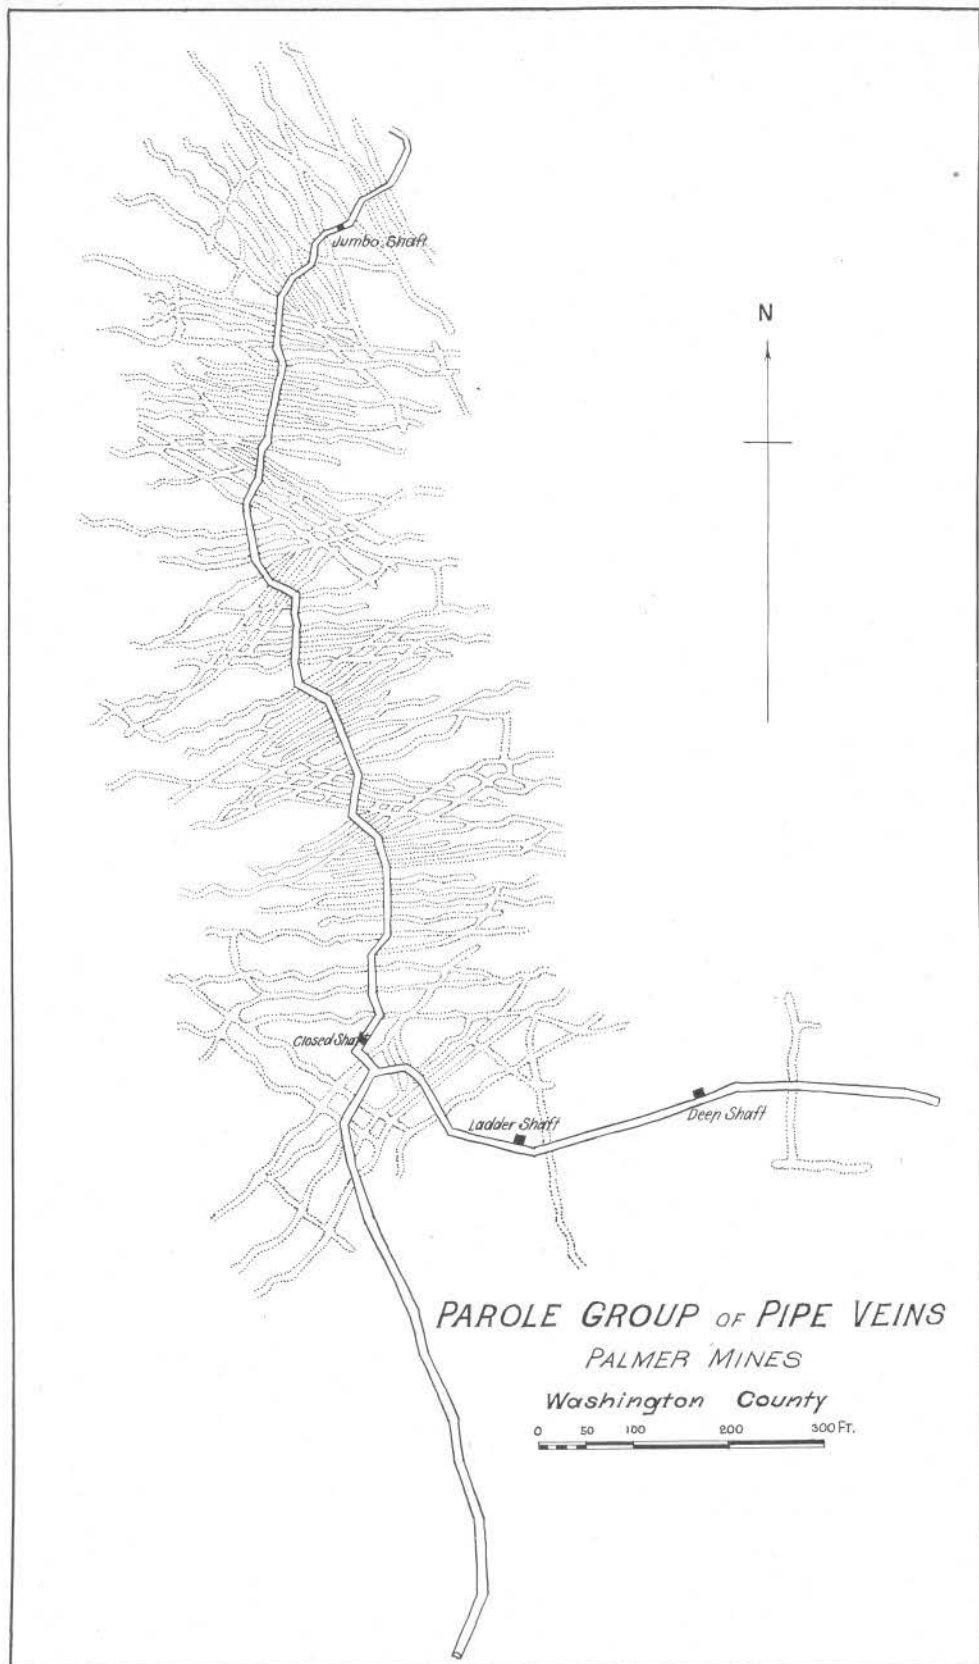 Jumbo Shaft
N
Closed Shaft
Ladder Shaft
Deep Shaft
PAROLE GROUP OF PIPE VEINS
PALMER MINES
Washington County
0 50 100 200 300 FT.